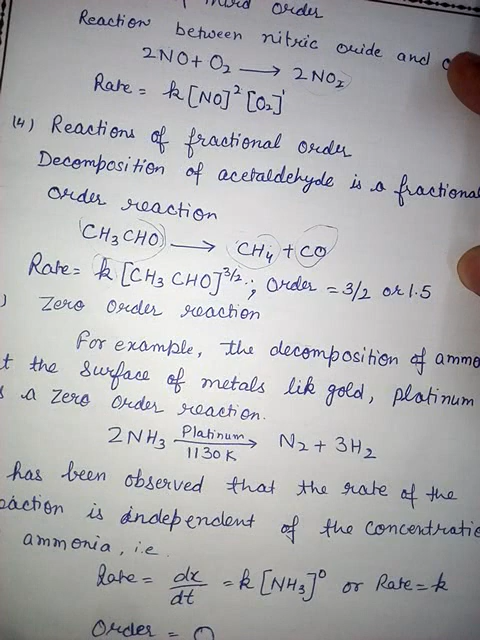 third order
Reaction between nitric oxide and
2NO + O₂ ⟶ 2NO₂
Rate = k [NO]² [O₂]¹
(4) Reactions of fractional order
Decomposition of acetaldehyde is a fractional
order reaction
CH₃CHO ⟶ CH₄ + CO
Rate = k [CH₃CHO]^3/2 ; order = 3/2 or 1.5
) Zero order reaction
For example, the decomposition of ammo
t the surface of metals like gold, platinum
s a zero order reaction.
2NH₃ Platinum 1130K ⟶ N₂ + 3H₂
has been observed that the rate of the
action is independent of the concentratio
ammonia, i.e.
Rate = dx/dt = k [NH₃]⁰ or Rate = k
Order = 0